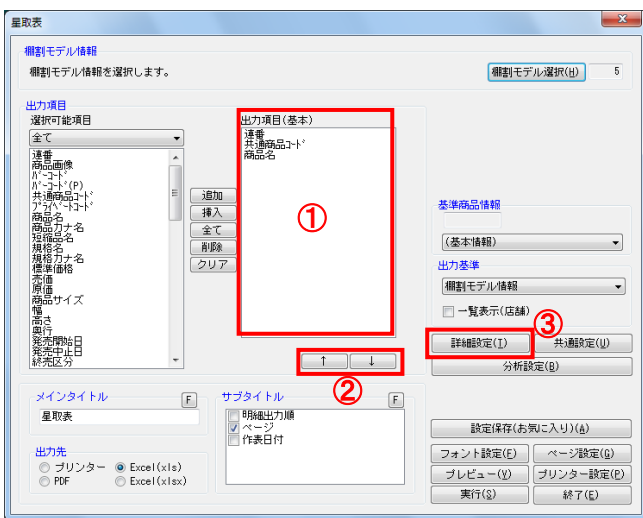 星取表
棚割モデル情報
棚割モデル情報を選択します。
棚割モデル選択(H) 5
出力項目
選択可能項目
全て
連番
商品画像
ﾊﾞｰｺｰﾄﾞ
ﾊﾞｰｺｰﾄﾞ(P)
共通商品ｺｰﾄﾞ
ﾌﾟﾗｲﾍﾞｰﾄｺｰﾄﾞ
商品名
商品カナ名
短縮品名
規格名
規格カナ名
標準価格
売価
原価
商品サイズ
幅
高さ
奥行
発売開始日
発売中止日
終売区分
追加
挿入
全て
削除
クリア
出力項目(基本)
連番
共通商品ｺｰﾄﾞ
商品名
①
↑ ↓
②
基準商品情報
(基本情報)
出力基準
棚割モデル情報
一覧表示(店舗)
③
詳細設定(I) 共通設定(U)
分析設定(B)
メインタイトル F
星取表
出力先
プリンター Excel(xls)
PDF Excel(xlsx)
サブタイトル F
明細出力順
ページ
作表日付
設定保存(お気に入り)(A)
フォント設定(F) ページ設定(G)
プレビュー(V) プリンター設定(P)
実行(S) 終了(E)